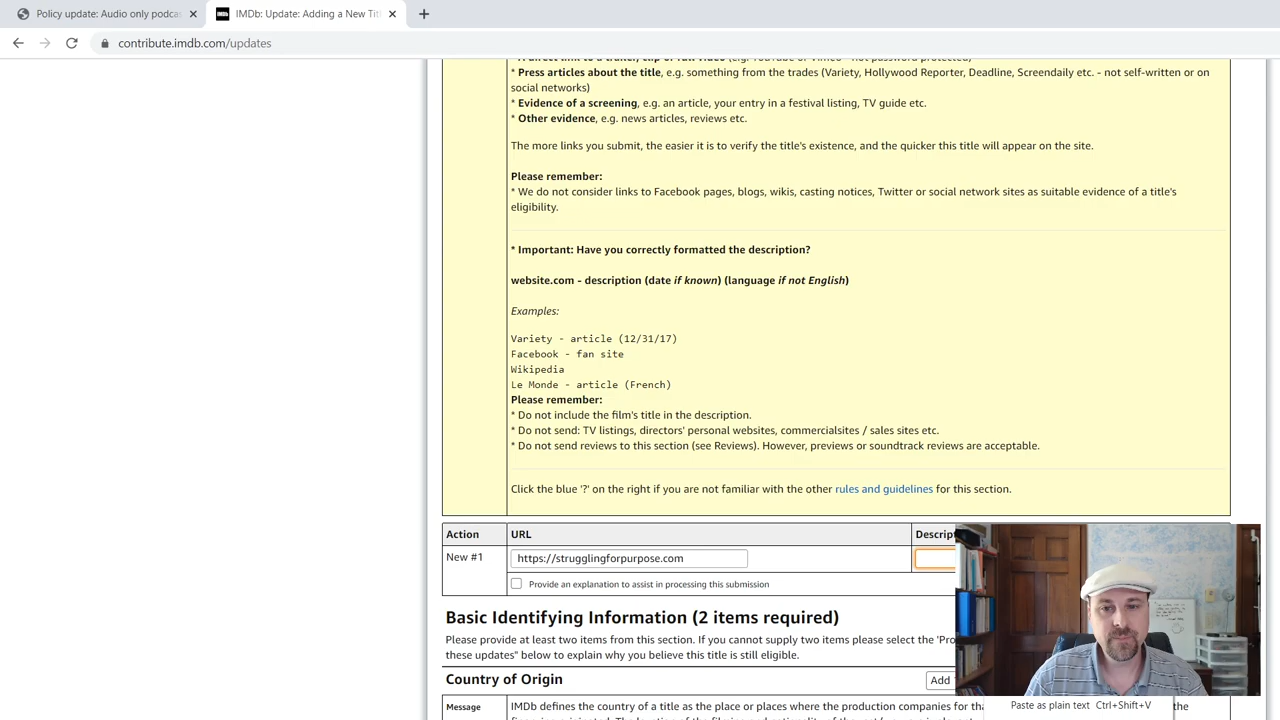 Policy update: Audio only podcas
IMDb: Update: Adding a New Titl
contribute.imdb.com/updates
* A direct link to a trailer, clip or full video (e.g. YouTube or Vimeo - not password protected)
* Press articles about the title, e.g. something from the trades (Variety, Hollywood Reporter, Deadline, Screendaily etc. - not self-written or on
social networks)
* Evidence of a screening, e.g. an article, your entry in a festival listing, TV guide etc.
* Other evidence, e.g. news articles, reviews etc.
The more links you submit, the easier it is to verify the title's existence, and the quicker this title will appear on the site.
Please remember:
* We do not consider links to Facebook pages, blogs, wikis, casting notices, Twitter or social network sites as suitable evidence of a title's
eligibility.
* Important: Have you correctly formatted the description?
website.com - description (date if known) (language if not English)
Examples:
Variety - article (12/31/17)
Facebook - fan site
Wikipedia
Le Monde - article (French)
Please remember:
* Do not include the film's title in the description.
* Do not send: TV listings, directors' personal websites, commercialsites / sales sites etc.
* Do not send reviews to this section (see Reviews). However, previews or soundtrack reviews are acceptable.
Click the blue '?' on the right if you are not familiar with the other rules and guidelines for this section.
Action URL Descrip
New #1 https://strugglingforpurpose.com
Provide an explanation to assist in processing this submission
Basic Identifying Information (2 items required)
Please provide at least two items from this section. If you cannot supply two items please select the 'Pro
these updates" below to explain why you believe this title is still eligible.
Country of Origin Add
Paste as plain text Ctrl+Shift+V
Message IMDb defines the country of a title as the place or places where the production companies for tha the